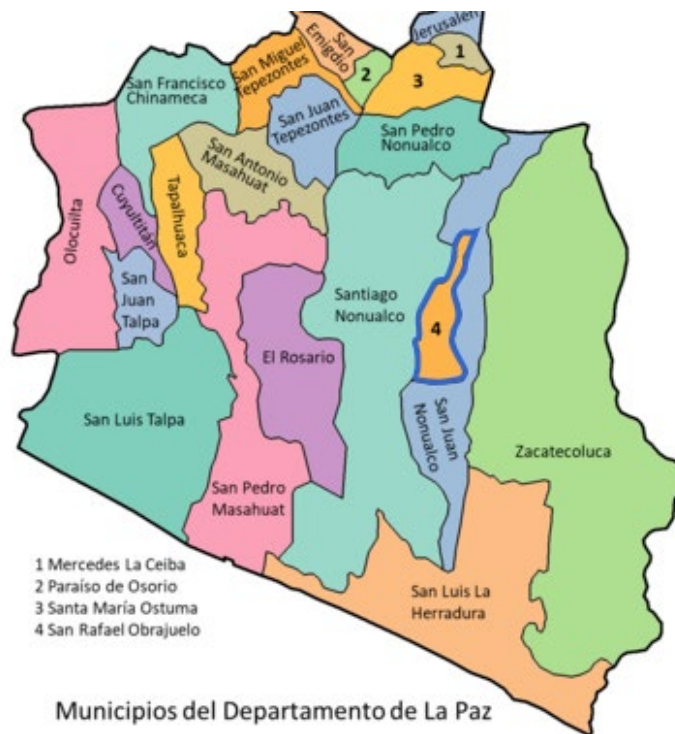 Jerusalén
San
Emigdio
1
San Miguel
Tepezontes
2
3
San Francisco
Chinameca
San Juan
Tepezontes
San Pedro
Nonualco
San Antonio
Masahuat
Cuyultitán
Tapalhuaca
Olocuilta
San
Juan
Talpa
Santiago
Nonualco
4
El Rosario
San Luis Talpa
San Juan
Nonualco
Zacatecoluca
San Pedro
Masahuat
San Luis La
Herradura
1 Mercedes La Ceiba
2 Paraíso de Osorio
3 Santa María Ostuma
4 San Rafael Obrajuelo
Municipios del Departamento de La Paz